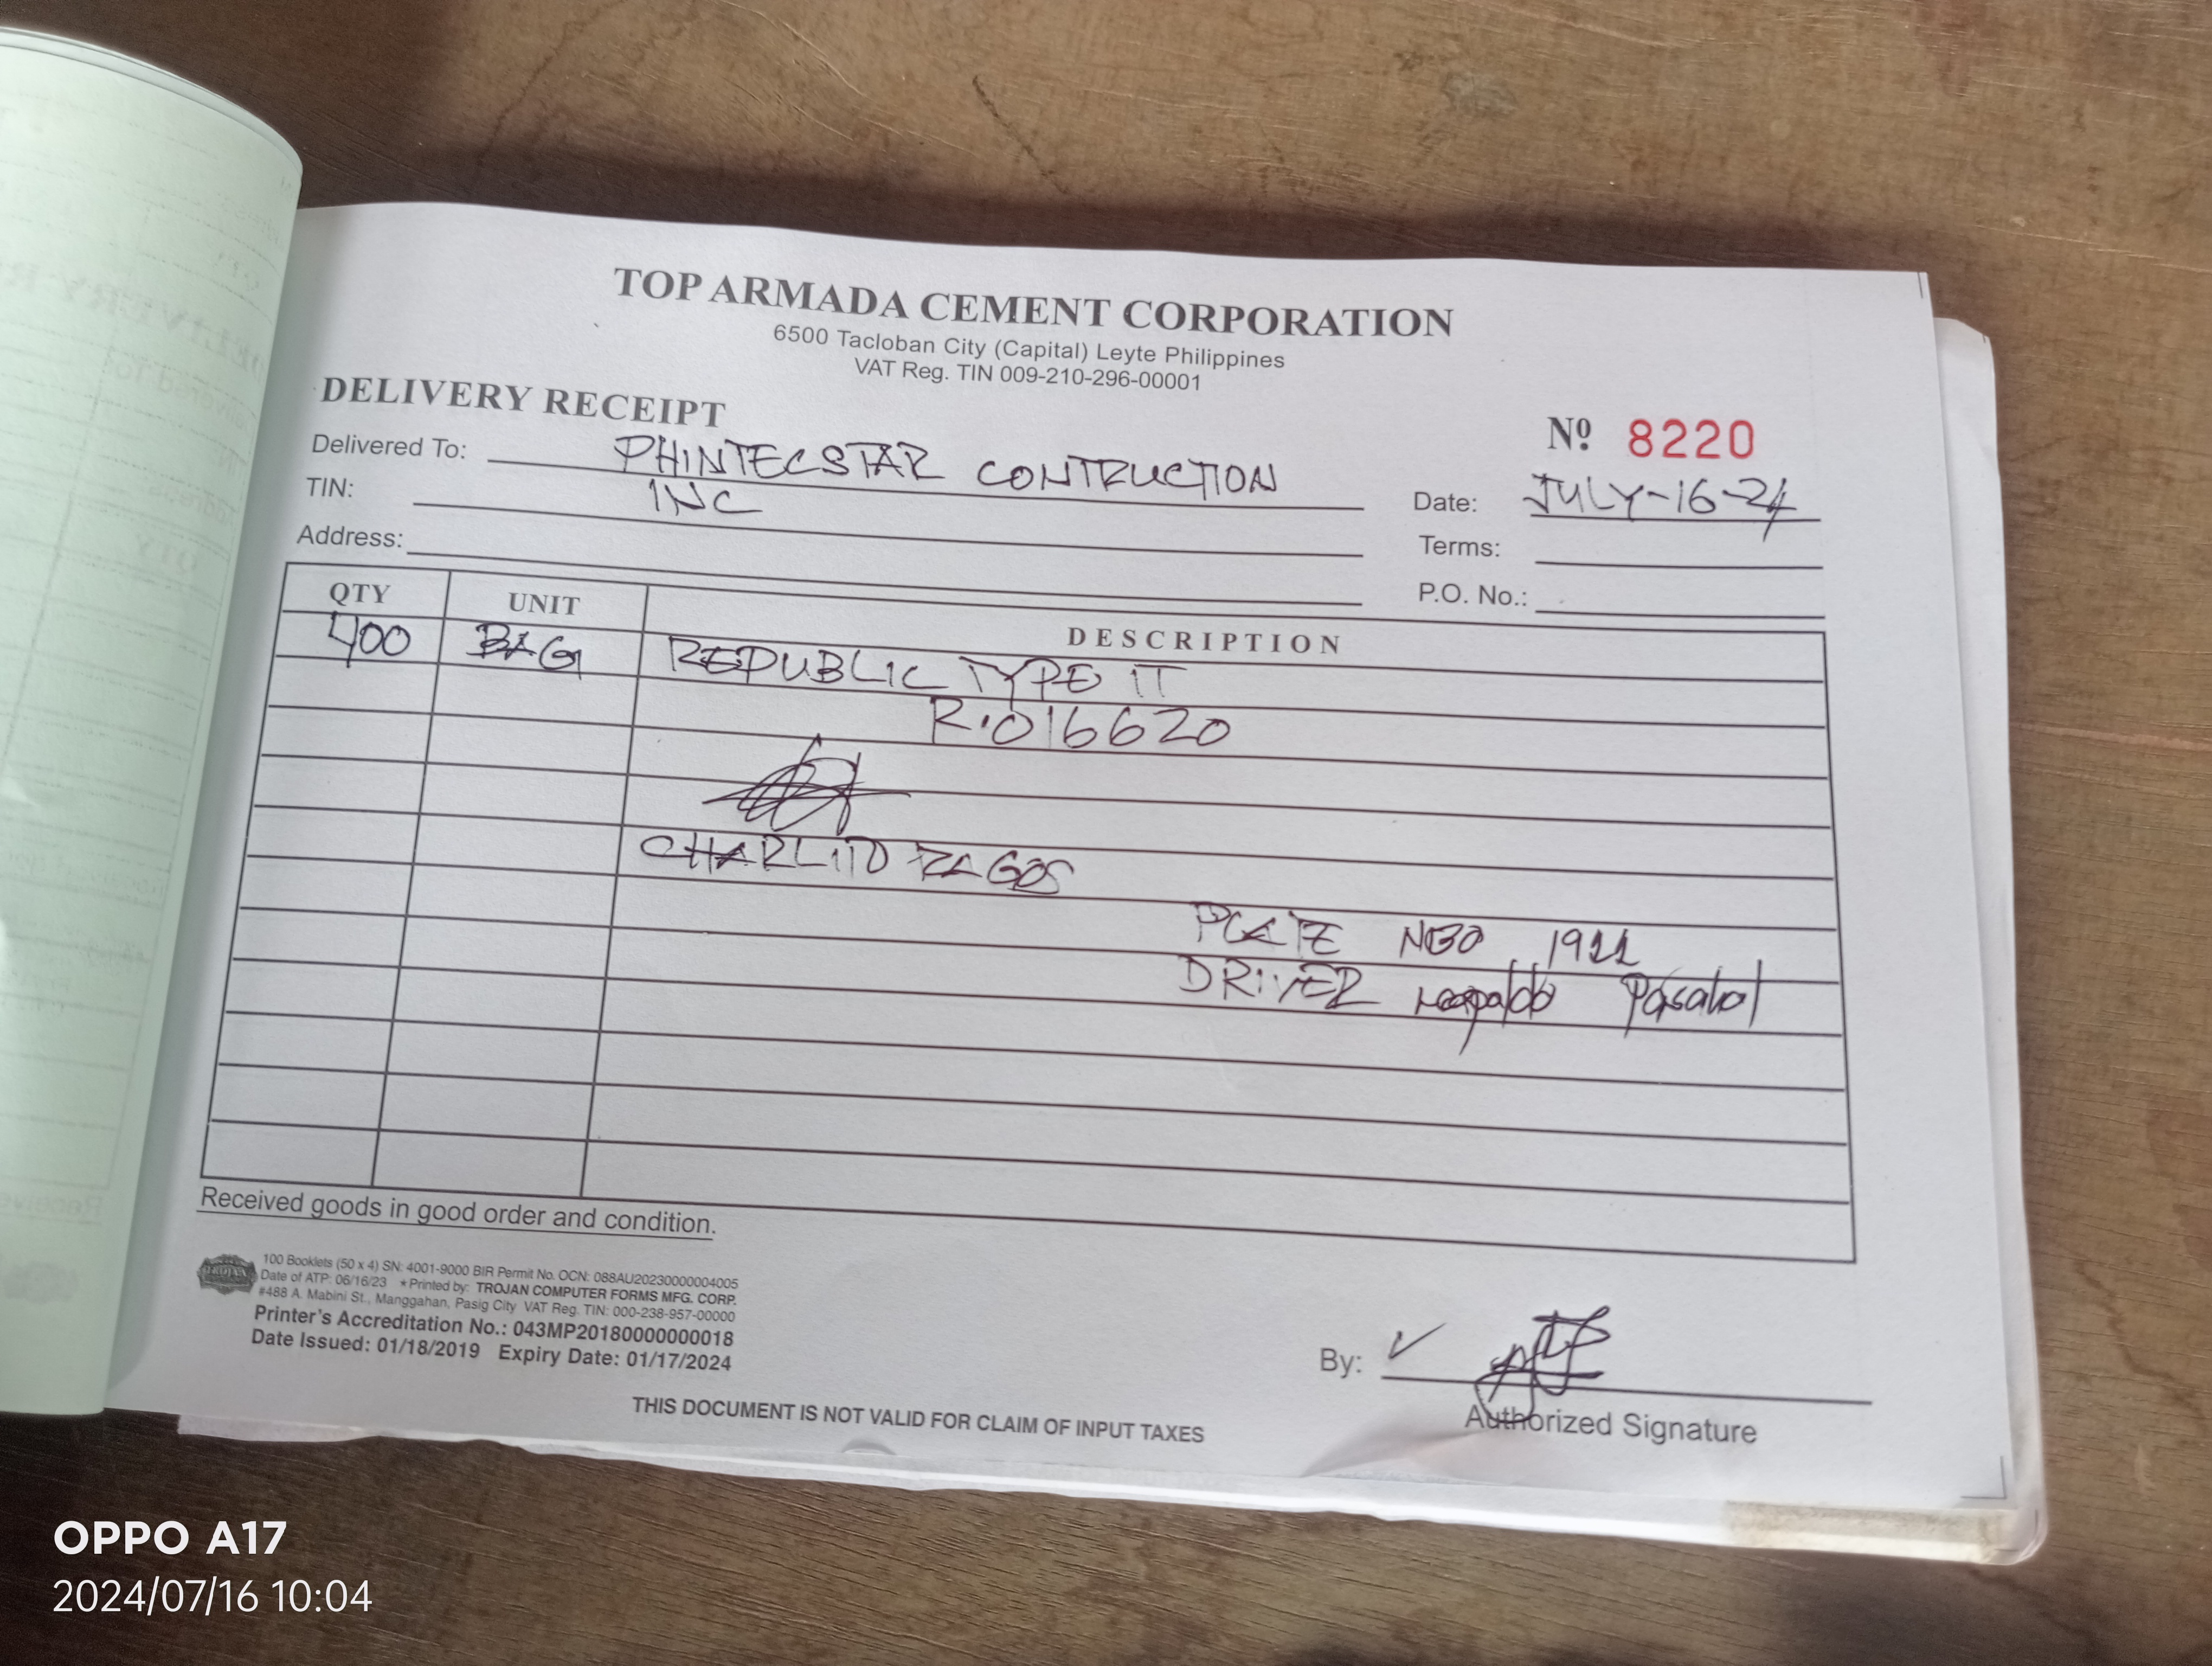 TOP ARMADA CEMENT CORPORATION
6500 Tacloban City (Capital) Leyte Philippines
VAT Reg. TIN 009-210-296-00001
DELIVERY RECEIPT
Nº 8220
Delivered To: PHINTECSTAR CONTRUCTION
TIN: INC
Date: JULY-16-24
Address:
Terms:
P.O. No.:
QTY UNIT DESCRIPTION
400 BAG REPUBLIC TYPE IT
R.016620
CHARLITO RAGOS
PLATE NBO 1911
DRIVER
Received goods in good order and condition.
100 Booklets (50 x 4) SN: 4001-9000 BIR Permit No. OCN: 088AU20230000004005
Date of ATP: 06/16/23 *Printed by: TROJAN COMPUTER FORMS MFG. CORP.
#488 A. Mabini St., Manggahan, Pasig City VAT Reg. TIN: 000-238-957-00000
Printer's Accreditation No.: 043MP20180000000018
Date Issued: 01/18/2019 Expiry Date: 01/17/2024
By:
Authorized Signature
THIS DOCUMENT IS NOT VALID FOR CLAIM OF INPUT TAXES
OPPO A17
2024/07/16 10:04